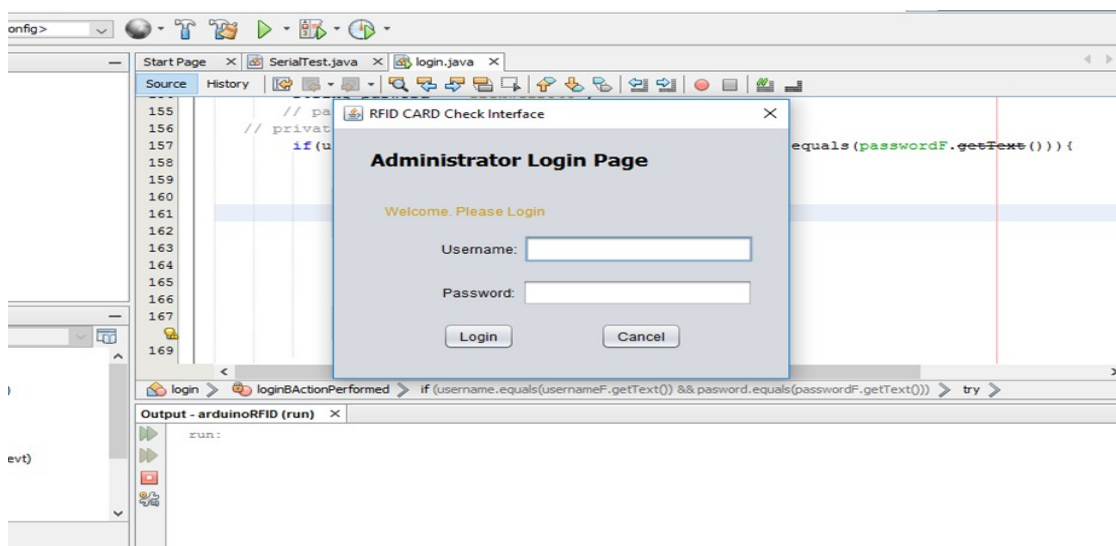 onfig>
Start Page SerialTest.java login.java
Source History
155 // pa
156 // privat
157 if(u equals(passwordF.getText())){
158
159
160
161
162
163
164
165
166
167
169
RFID CARD Check Interface
Administrator Login Page
Welcome. Please Login
Username:
Password:
Login Cancel
login loginBActionPerformed if (username.equals(usernameF.getText()) && pasword.equals(passwordF.getText())) try
Output - arduinoRFID (run)
run:
)
evt)